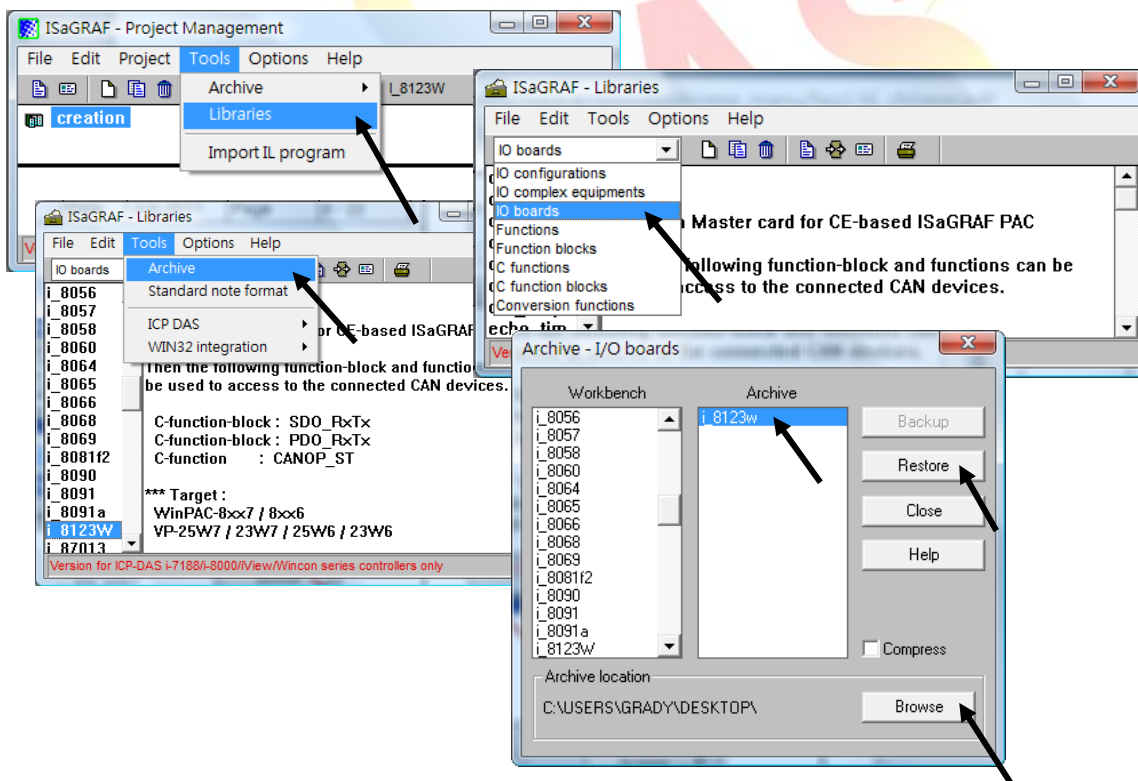 ISaGRAF - Project Management
File Edit Project Tools Options Help
Archive
I_8123W
Libraries
Import IL program
creation
ISaGRAF - Libraries
File Edit Tools Options Help
IO boards
IO configurations
IO complex equipments
IO boards
Functions
Function blocks
C functions
C function blocks
Conversion functions
Master card for CE-based ISaGRAF PAC
following function-block and functions can be
access to the connected CAN devices.
ISaGRAF - Libraries
File Edit Tools Options Help
IO boards
Archive
Standard note format
ICP DAS
WIN32 integration
i_8056
i_8057
i_8058
i_8060
i_8064
i_8065
i_8066
i_8068
i_8069
i_8081f2
i_8090
i_8091
i_8091a
i_8123W
i_87013
or CE-based ISaGRAF
Then the following function-block and functio
be used to access to the connected CAN devices.
C-function-block : SDO_RxTx
C-function-block : PDO_RxTx
C-function : CANOP_ST
*** Target :
WinPAC-8xx7 / 8xx6
VP-25W7 / 23W7 / 25W6 / 23W6
Version for ICP-DAS i-7188/i-8000/iView/Wincon series controllers only
Archive - I/O boards
Workbench
Archive
i_8056
i_8057
i_8058
i_8060
i_8064
i_8065
i_8066
i_8068
i_8069
i_8081f2
i_8090
i_8091
i_8091a
i_8123W
i_8123w
Backup
Restore
Close
Help
Compress
Archive location
C:\USERS\GRADY\DESKTOP\
Browse